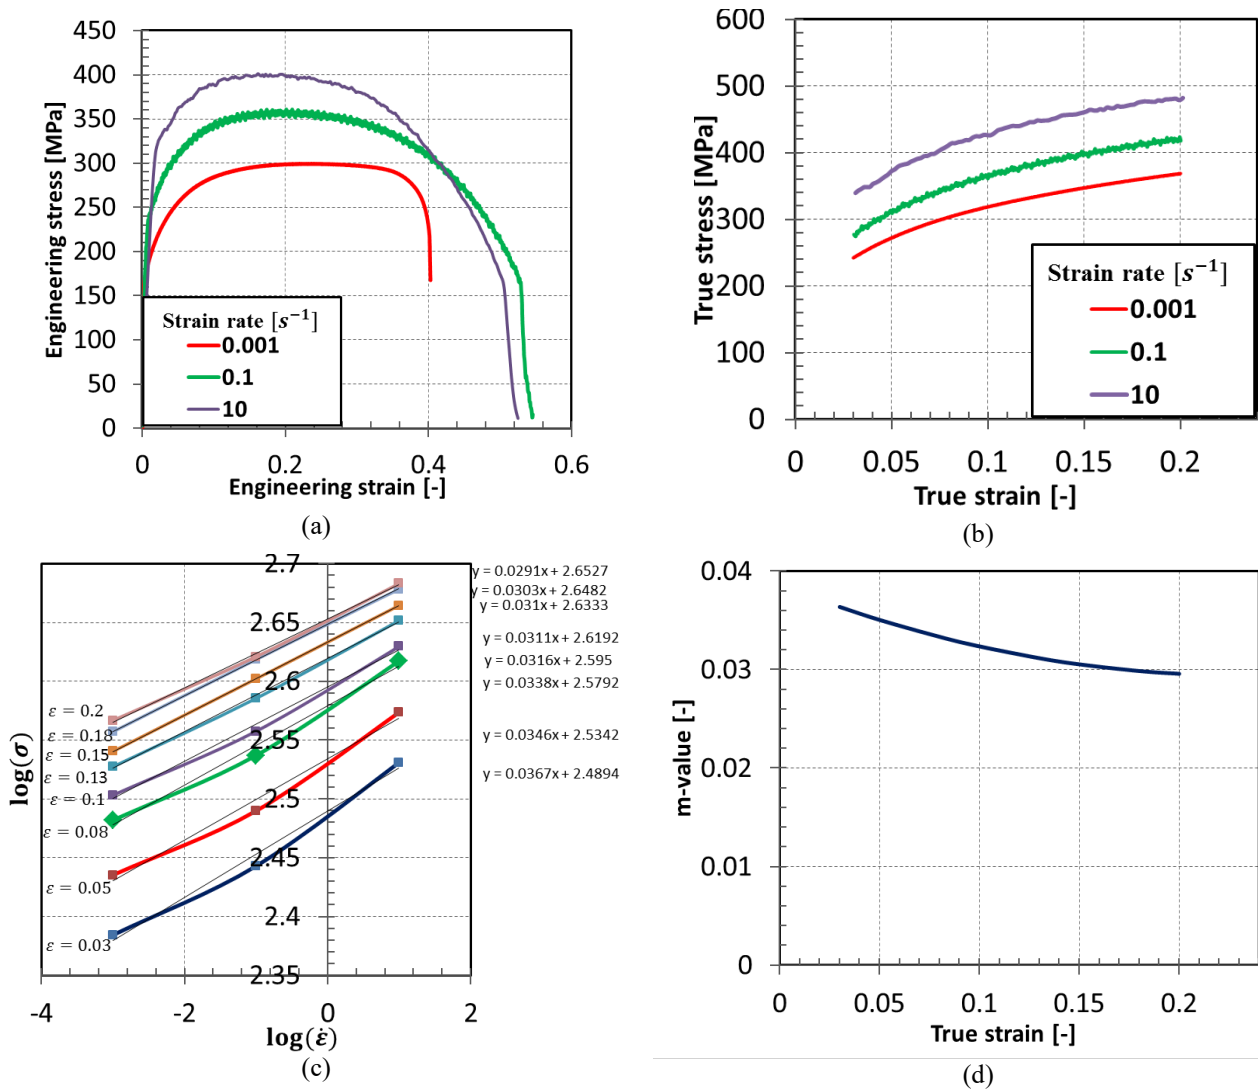 450
400
350
300
250
200
150
100
50
0
Engineering stress [MPa]
Strain rate [s⁻¹]
0.001
0.1
10
0 0.2 0.4 0.6
Engineering strain [-]
(a)
600
500
400
300
200
100
0
True stress [MPa]
Strain rate [s⁻¹]
0.001
0.1
10
0 0.05 0.1 0.15 0.2
True strain [-]
(b)
2.7
2.65
2.6
2.55
2.5
2.45
2.4
2.35
log(σ)
ε = 0.2
ε = 0.18
ε = 0.15
ε = 0.13
ε = 0.1
ε = 0.08
ε = 0.05
ε = 0.03
y = 0.0291x + 2.6527
y = 0.0303x + 2.6482
y = 0.031x + 2.6333
y = 0.0311x + 2.6192
y = 0.0316x + 2.595
y = 0.0338x + 2.5792
y = 0.0346x + 2.5342
y = 0.0367x + 2.4894
-4 -2 0 2
log(ε̇)
(c)
0.04
0.03
0.02
0.01
0
m-value [-]
0 0.05 0.1 0.15 0.2
True strain [-]
(d)